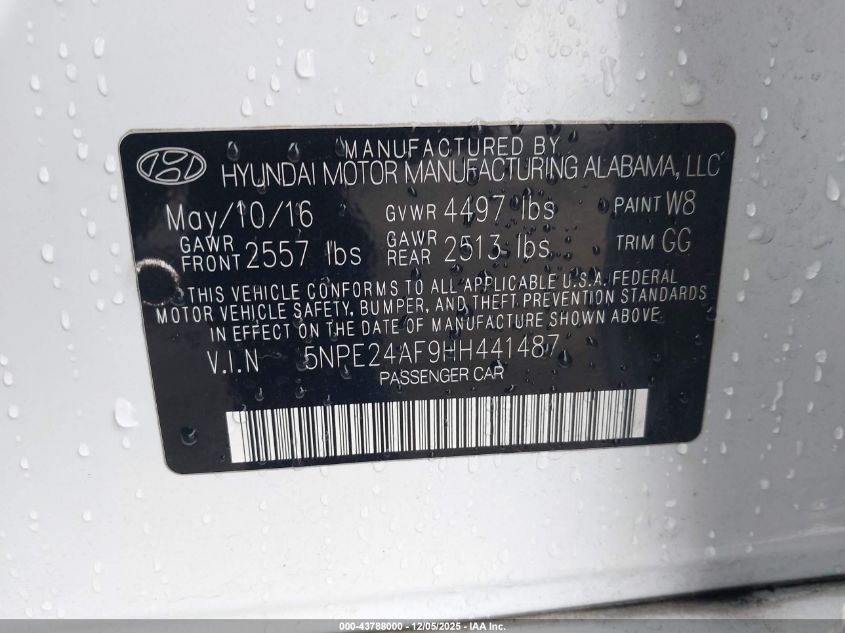 MANUFACTURED BY
HYUNDAI MOTOR MANUFACTURING ALABAMA, LLC
May/10/16 GVWR 4497 lbs PAINT W8
GAWR FRONT 2557 lbs GAWR REAR 2513 lbs TRIM GG
THIS VEHICLE CONFORMS TO ALL APPLICABLE U.S.A. FEDERAL
MOTOR VEHICLE SAFETY, BUMPER, AND THEFT PREVENTION STANDARDS
IN EFFECT ON THE DATE OF MANUFACTURE SHOWN ABOVE
V.I.N 5NPE24AF9HH441487
PASSENGER CAR
000-43788000 - 12/05/2025 - IAA Inc.